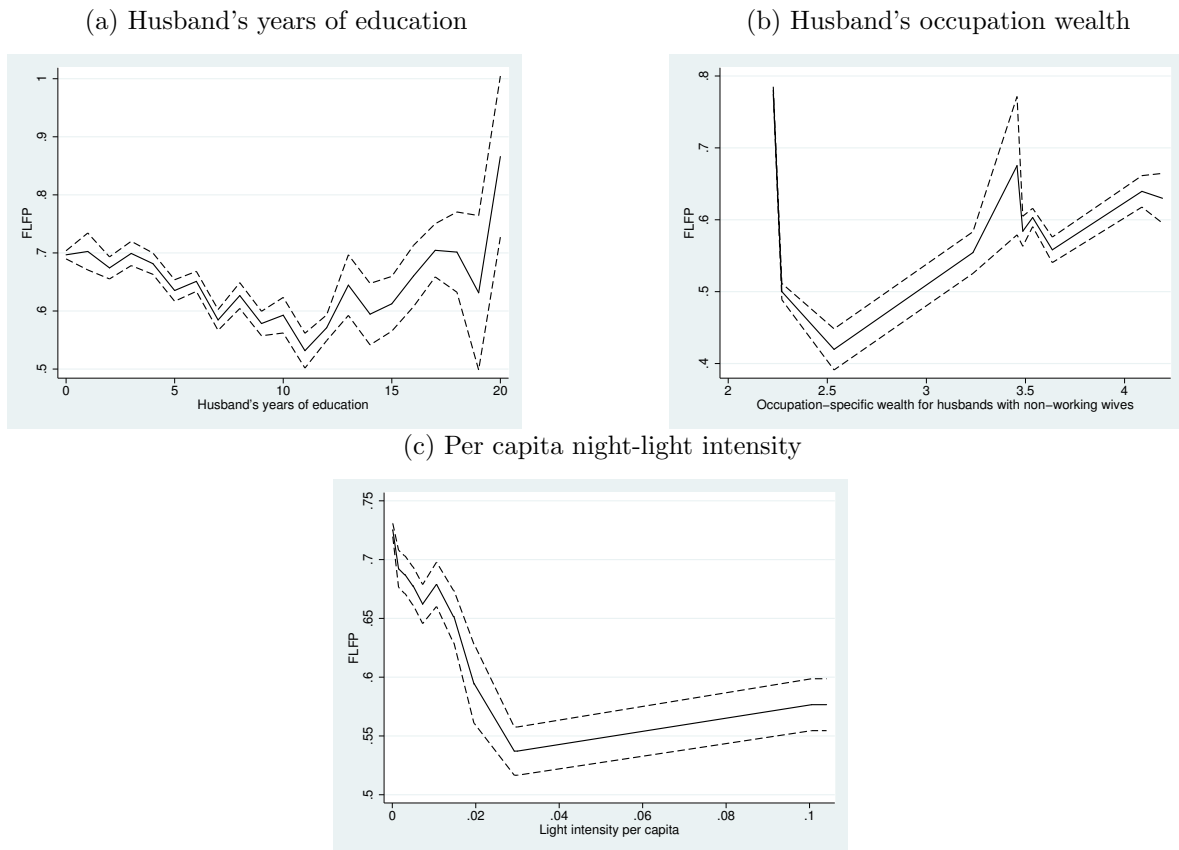 (a) Husband's years of education
(b) Husband's occupation wealth
1
.9
.8
.7
.6
.5
FLFP
0 5 10 15 20
Husband's years of education
.8
.7
.6
.5
.4
FLFP
2 2.5 3 3.5 4
Occupation−specific wealth for husbands with non−working wives
(c) Per capita night-light intensity
.75
.7
.65
.6
.55
.5
FLFP
0 .02 .04 .06 .08 .1
Light intensity per capita